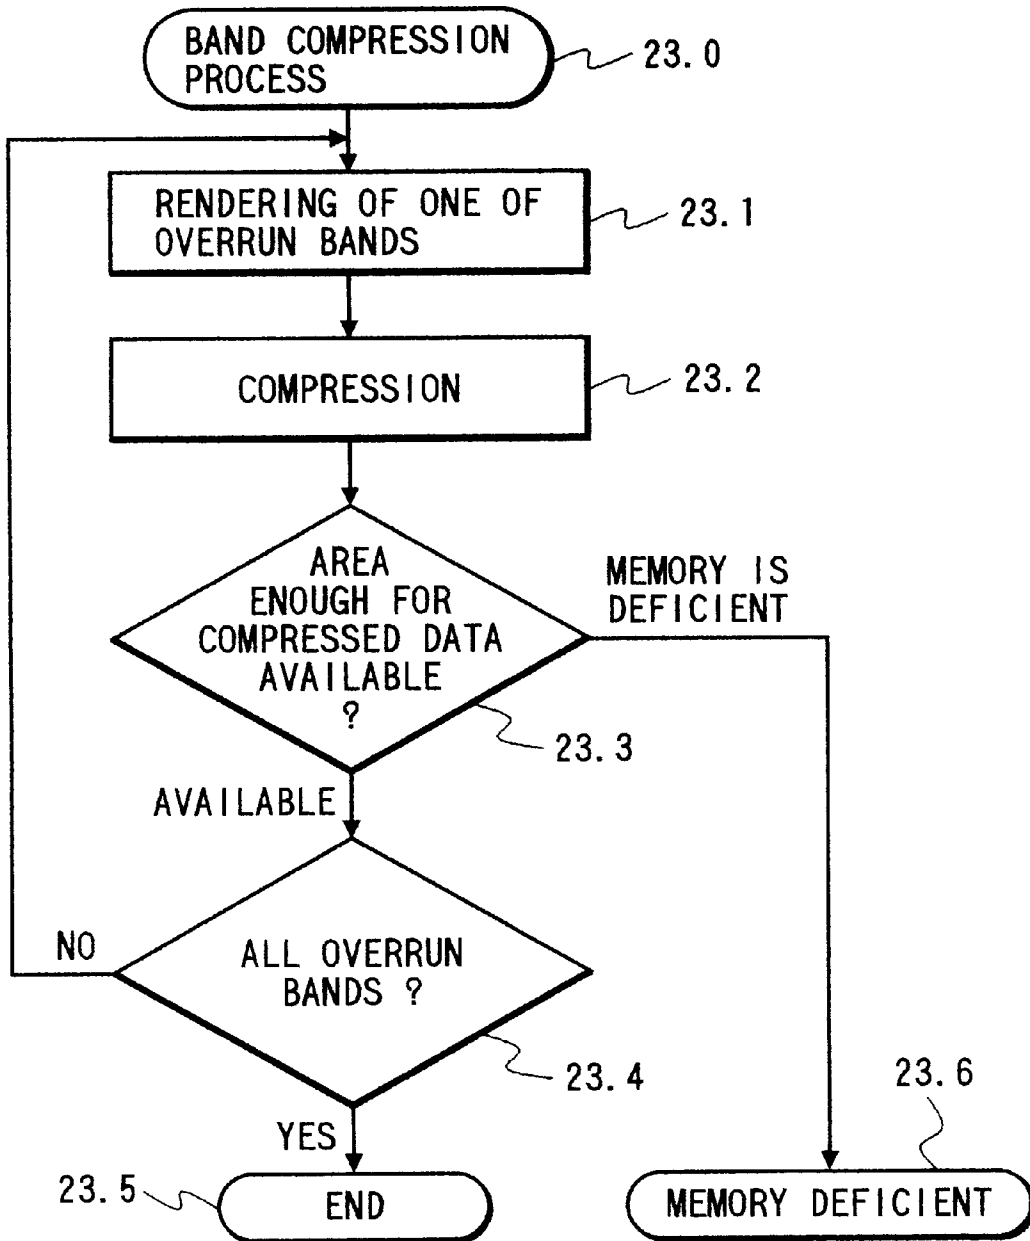 BAND COMPRESSION
PROCESS
23.0
RENDERING OF ONE OF
OVERRUN BANDS
23.1
COMPRESSION
23.2
AREA
ENOUGH FOR
COMPRESSED DATA
AVAILABLE
?
MEMORY IS
DEFICIENT
23.3
AVAILABLE
NO
ALL OVERRUN
BANDS ?
23.4
23.6
YES
23.5
END
MEMORY DEFICIENT